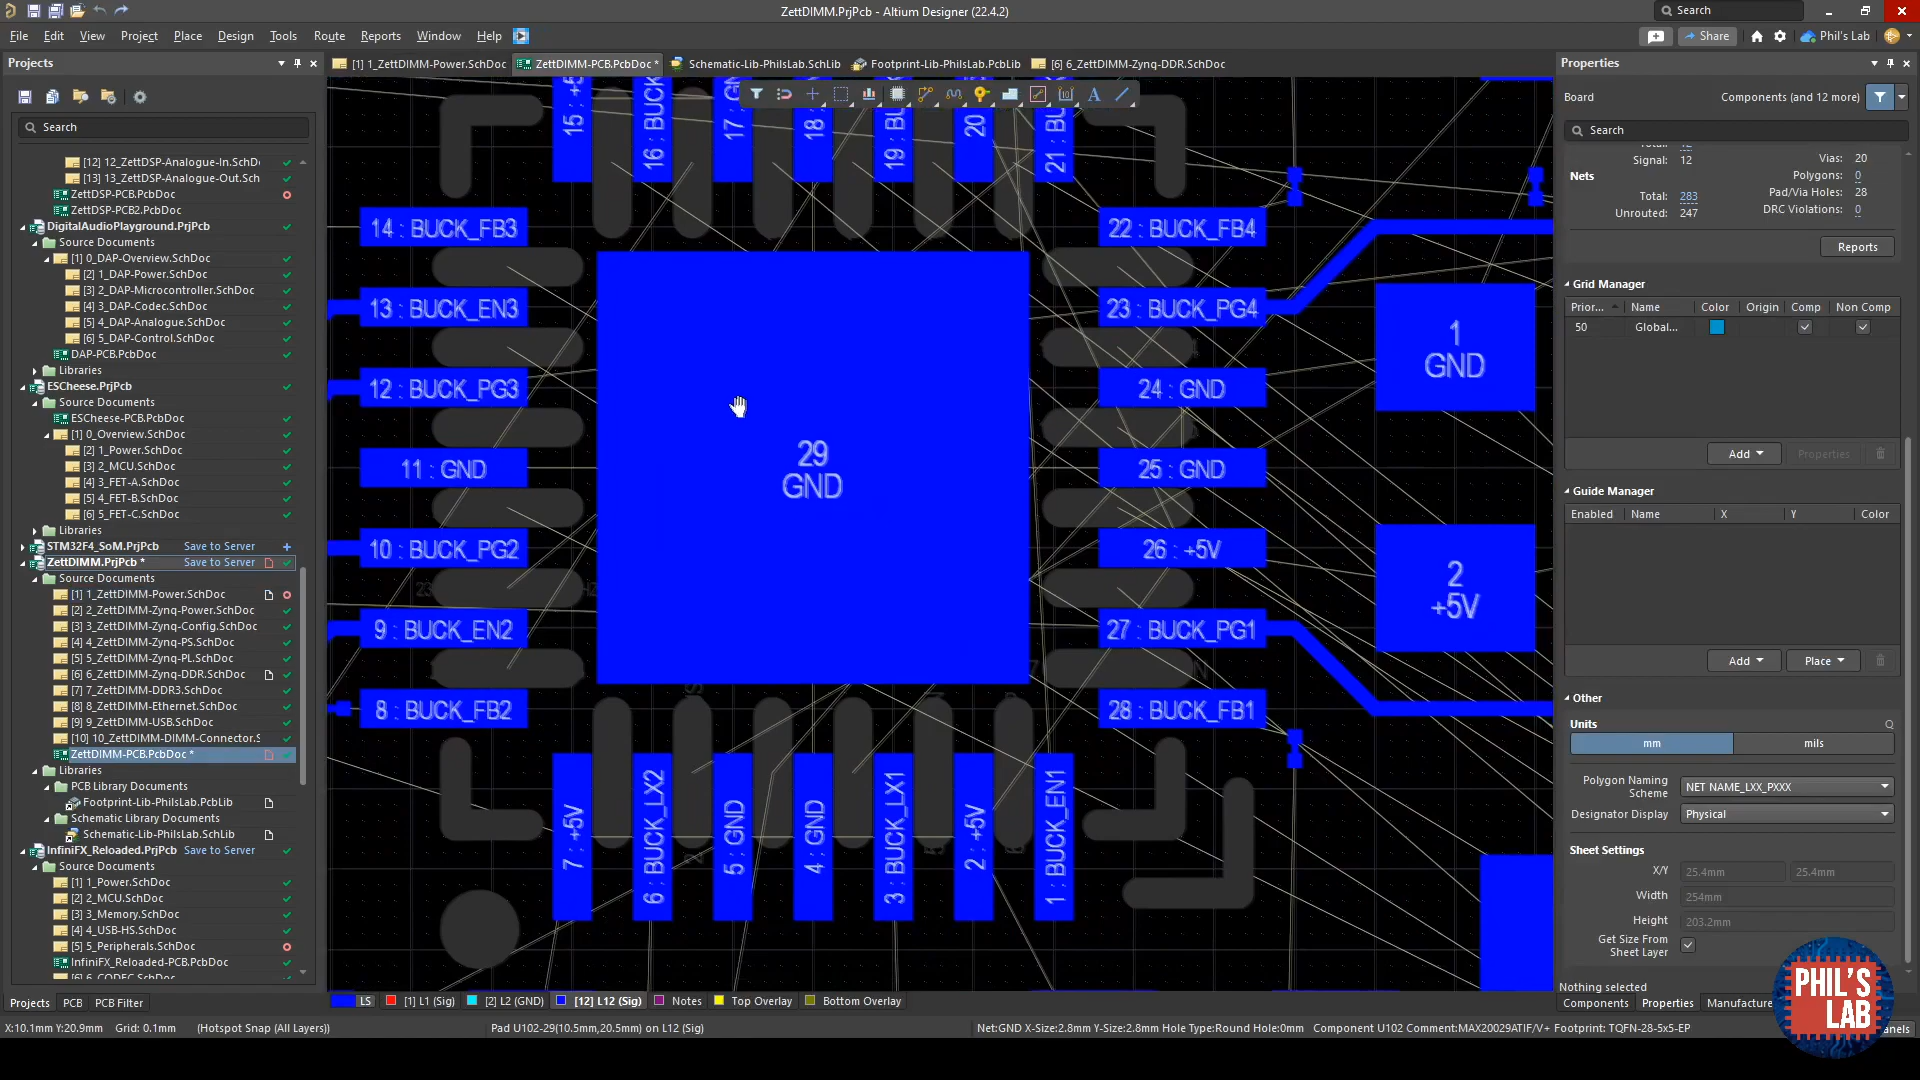 ZettDIMM.PrjPcb - Altium Designer (22.4.2)
Search
File Edit View Project Place Design Tools Route Reports Window Help
Share
Phil's Lab
Projects
[1] 1_ZettDIMM-Power.SchDoc
ZettDIMM-PCB.PcbDoc *
Schematic-Lib-PhilsLab.SchLib
Footprint-Lib-PhilsLab.PcbLib
[6] 6_ZettDIMM-Zynq-DDR.SchDoc
Properties
Board
Components (and 12 more)
Search
Search
[12] 12_ZettDSP-Analogue-In.SchDo
[13] 13_ZettDSP-Analogue-Out.Sch
ZettDSP-PCB.PcbDoc
ZettDSP-PCB2.PcbDoc
DigitalAudioPlayground.PrjPcb
Source Documents
[1] 0_DAP-Overview.SchDoc
[2] 1_DAP-Power.SchDoc
[3] 2_DAP-Microcontroller.SchDoc
[4] 3_DAP-Codec.SchDoc
[5] 4_DAP-Analogue.SchDoc
[6] 5_DAP-Control.SchDoc
DAP-PCB.PcbDoc
Libraries
ESCheese.PrjPcb
Source Documents
ESCheese-PCB.PcbDoc
[1] 0_Overview.SchDoc
[2] 1_Power.SchDoc
[3] 2_MCU.SchDoc
[4] 3_FET-A.SchDoc
[5] 4_FET-B.SchDoc
[6] 5_FET-C.SchDoc
Libraries
STM32F4_SoM.PrjPcb Save to Server
ZettDIMM.PrjPcb * Save to Server
Source Documents
[1] 1_ZettDIMM-Power.SchDoc
[2] 2_ZettDIMM-Zynq-Power.SchDoc
[3] 3_ZettDIMM-Zynq-Config.SchDoc
[4] 4_ZettDIMM-Zynq-PS.SchDoc
[5] 5_ZettDIMM-Zynq-PL.SchDoc
[6] 6_ZettDIMM-Zynq-DDR.SchDoc
[7] 7_ZettDIMM-DDR3.SchDoc
[8] 8_ZettDIMM-Ethernet.SchDoc
[9] 9_ZettDIMM-USB.SchDoc
[10] 10_ZettDIMM-DIMM-Connector.S
ZettDIMM-PCB.PcbDoc *
Libraries
PCB Library Documents
Footprint-Lib-PhilsLab.PcbLib
Schematic Library Documents
Schematic-Lib-PhilsLab.SchLib
InfiniFX_Reloaded.PrjPcb Save to Server
Source Documents
[1] 1_Power.SchDoc
[2] 2_MCU.SchDoc
[3] 3_Memory.SchDoc
[4] 4_USB-HS.SchDoc
[5] 5_Peripherals.SchDoc
InfiniFX_Reloaded-PCB.PcbDoc
[6] 6_CODEC.SchDoc
Projects PCB PCB Filter
15 : +5
16 : BUCK
17 : GN
18 :
19 : BU
20 :
21 : BU
14 : BUCK_FB3
13 : BUCK_EN3
12 : BUCK_PG3
11 : GND
10 : BUCK_PG2
9 : BUCK_EN2
8 : BUCK_FB2
29
GND
22 : BUCK_FB4
23 : BUCK_PG4
24 : GND
25 : GND
26 : +5V
27 : BUCK_PG1
28 : BUCK_FB1
7 : +5V
6 : BUCK_LX2
5 : GND
4 : GND
3 : BUCK_LX1
2 : +5V
1 : BUCK_EN1
1
GND
2
+5V
LS
[1] L1 (Sig)
[2] L2 (GND)
[12] L12 (Sig)
Notes
Top Overlay
Bottom Overlay
Total: 12
Signal: 12
Vias: 20
Nets
Polygons: 0
Total: 283
Pad/Via Holes: 28
Unrouted: 247
DRC Violations: 0
Reports
Grid Manager
Prior... Name Color Origin Comp Non Comp
50 Global...
Add Properties
Guide Manager
Enabled Name X Y Color
Add Place
Other
Units
mm mils
Polygon Naming Scheme NET NAME_LXX_PXXX
Designator Display Physical
Sheet Settings
X/Y 25.4mm 25.4mm
Width 254mm
Height 203.2mm
Get Size From Sheet Layer
Nothing selected
Components Properties Manufacture
PHIL'S
LAB
anels
X:10.1mm Y:20.9mm Grid: 0.1mm (Hotspot Snap (All Layers)) Pad U102-29(10.5mm,20.5mm) on L12 (Sig) Net:GND X-Size:2.8mm Y-Size:2.8mm Hole Type:Round Hole:0mm Component U102 Comment:MAX20029ATIF/V+ Footprint: TQFN-28-5x5-EP